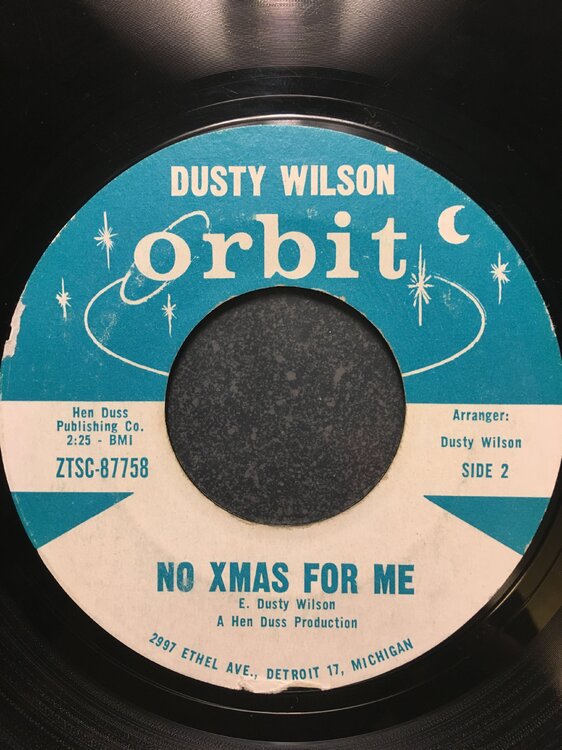 DUSTY WILSON
orbit
Hen Duss
Publishing Co.
2:25 - BMI
ZTSC-87758
Arranger:
Dusty Wilson
SIDE 2
NO XMAS FOR ME
E. Dusty Wilson
A Hen Duss Production
2997 ETHEL AVE., DETROIT 17, MICHIGAN